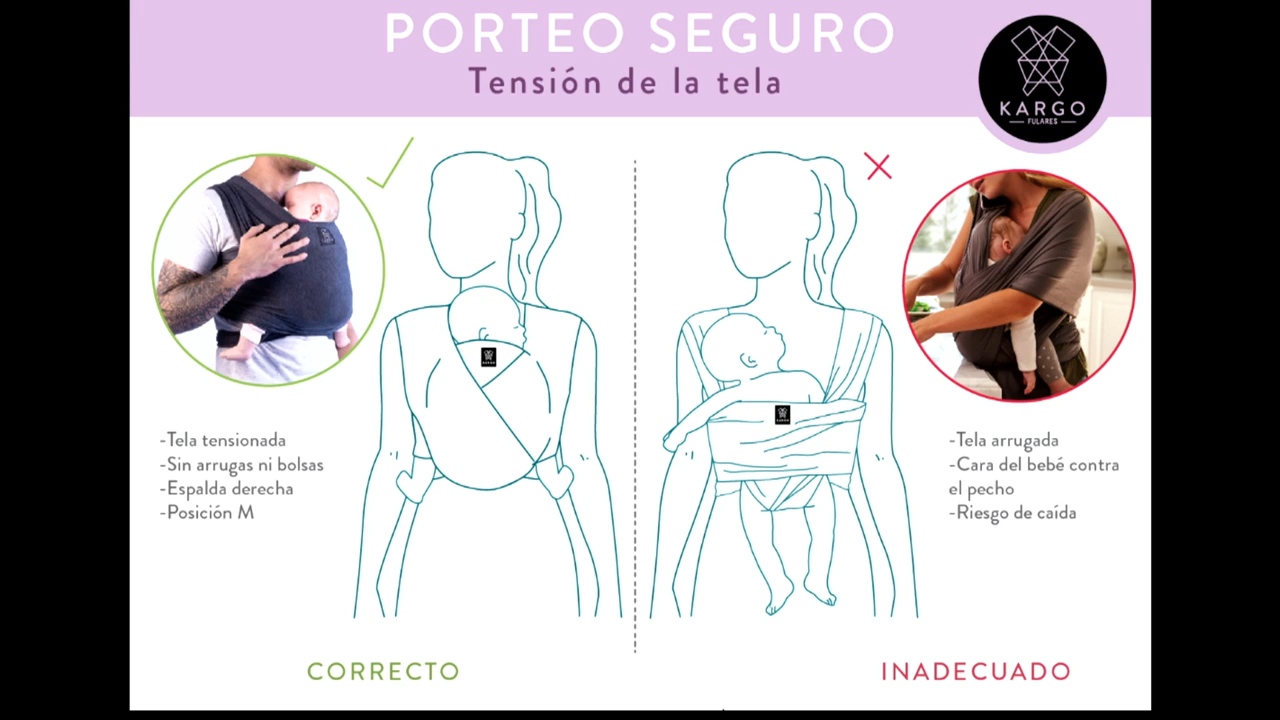 PORTEO SEGURO
Tensión de la tela
KARGO
FULARES
-Tela tensionada
-Sin arrugas ni bolsas
-Espalda derecha
-Posición M
-Tela arrugada
-Cara del bebé contra
el pecho
-Riesgo de caída
CORRECTO
INADECUADO